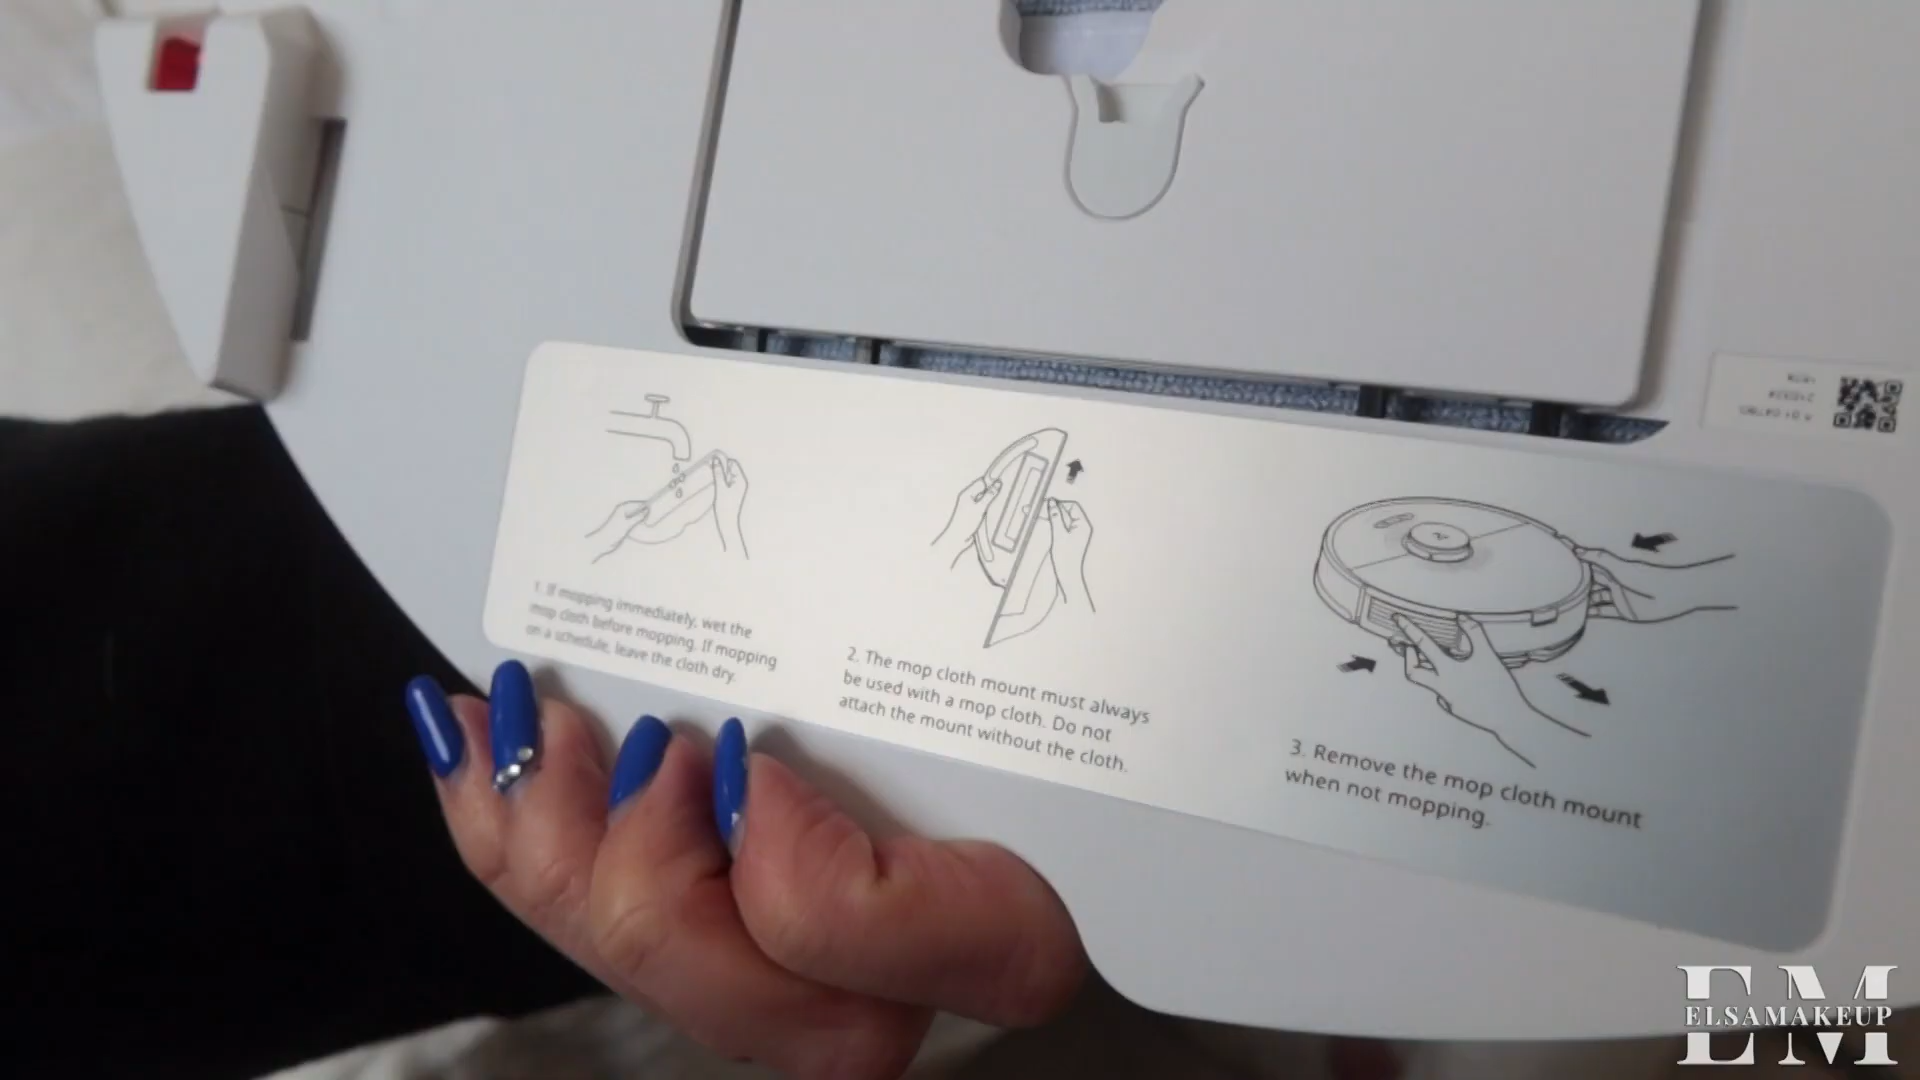 1. If mopping immediately, wet the
mop cloth before mopping. If mopping
on a schedule, leave the cloth dry.
2. The mop cloth mount must always
be used with a mop cloth. Do not
attach the mount without the cloth.
3. Remove the mop cloth mount
when not mopping.
EM
ELSAMAKEUP